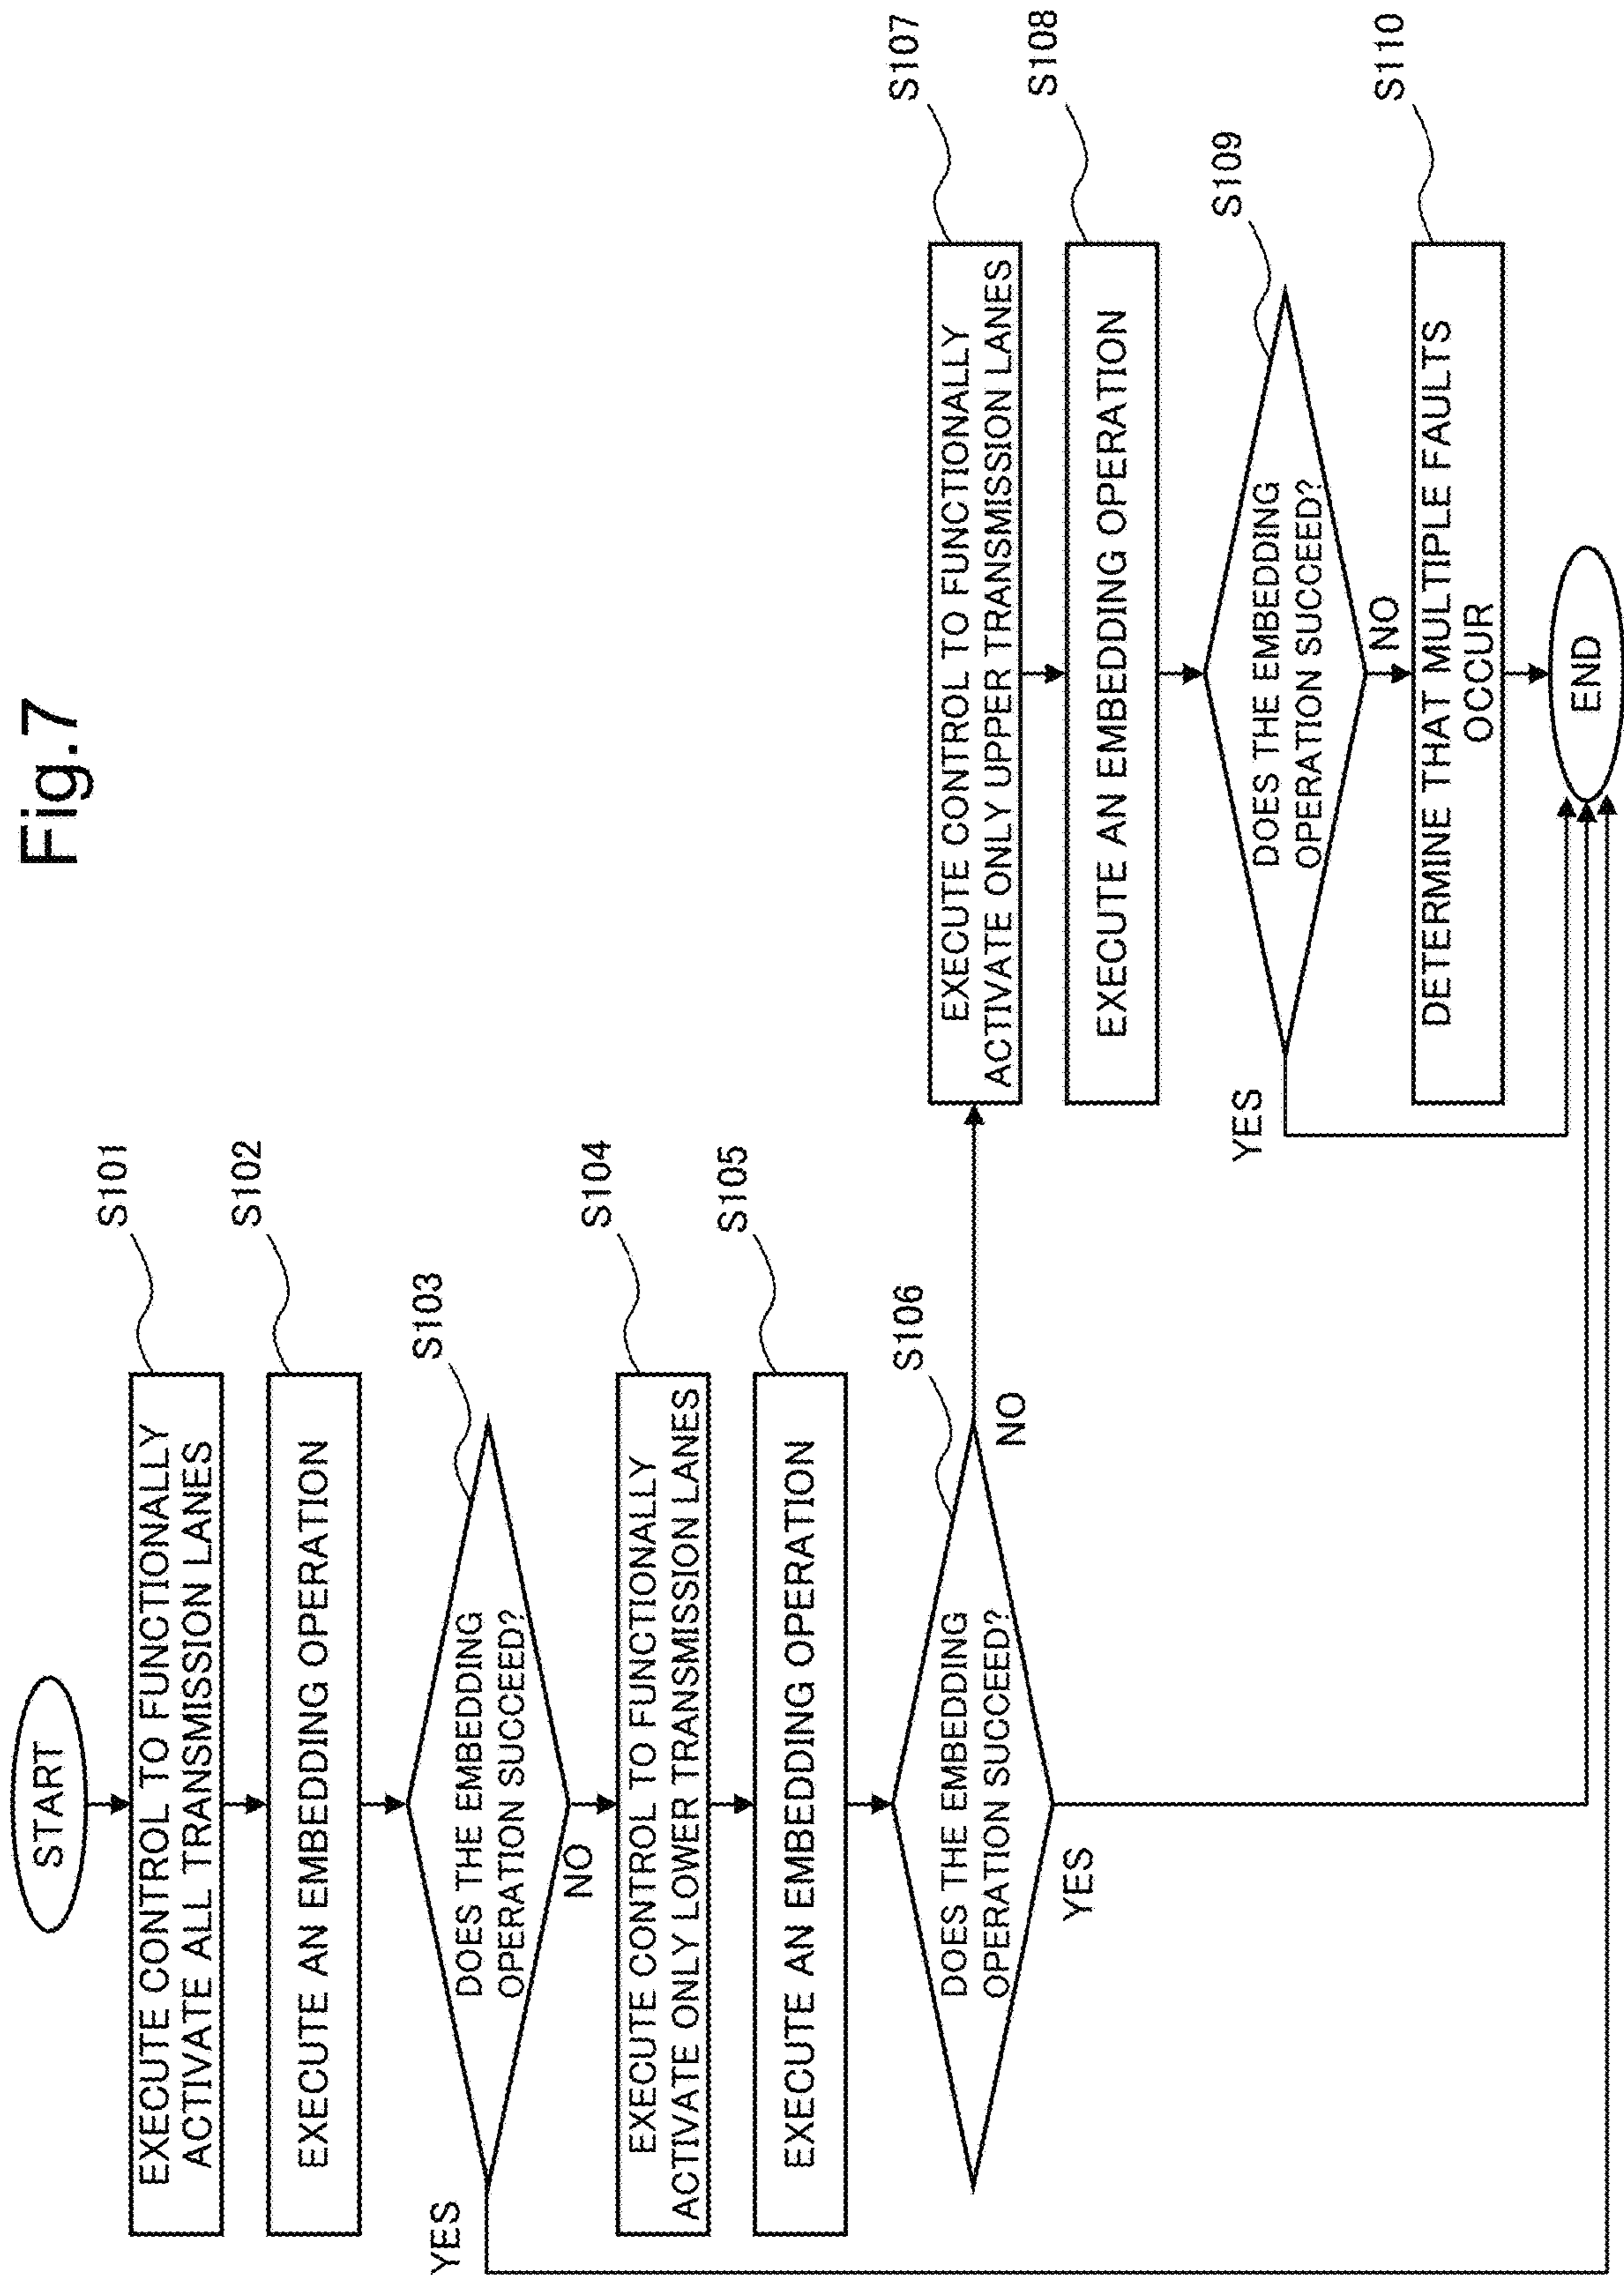 Fig.7
START
EXECUTE CONTROL TO FUNCTIONALLY
ACTIVATE ALL TRANSMISSION LANES
S101
EXECUTE AN EMBEDDING OPERATION
S102
DOES THE EMBEDDING
OPERATION SUCCEED?
S103
YES
NO
EXECUTE CONTROL TO FUNCTIONALLY
ACTIVATE ONLY LOWER TRANSMISSION LANES
S104
EXECUTE AN EMBEDDING OPERATION
S105
DOES THE EMBEDDING
OPERATION SUCCEED?
S106
NO
YES
EXECUTE CONTROL TO FUNCTIONALLY
ACTIVATE ONLY UPPER TRANSMISSION LANES
S107
EXECUTE AN EMBEDDING OPERATION
S108
DOES THE EMBEDDING
OPERATION SUCCEED?
S109
YES
NO
DETERMINE THAT MULTIPLE FAULTS
OCCUR
S110
END